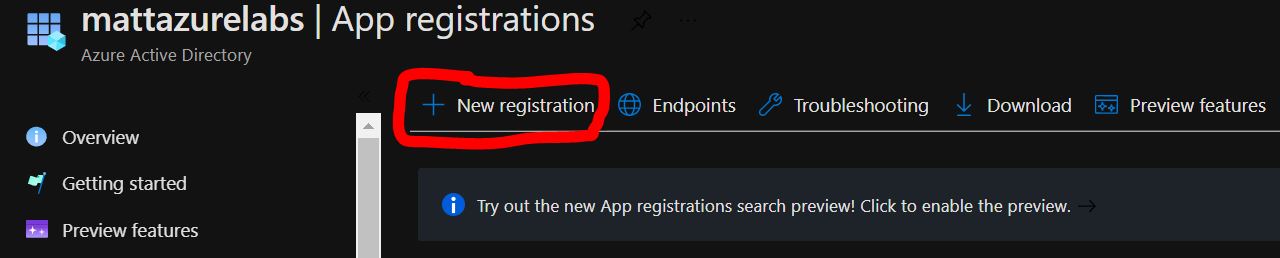 mattazurelabs | App registrations
Azure Active Directory
New registration Endpoints Troubleshooting Download Preview features
Overview
Getting started
Preview features
Try out the new App registrations search preview! Click to enable the preview. →